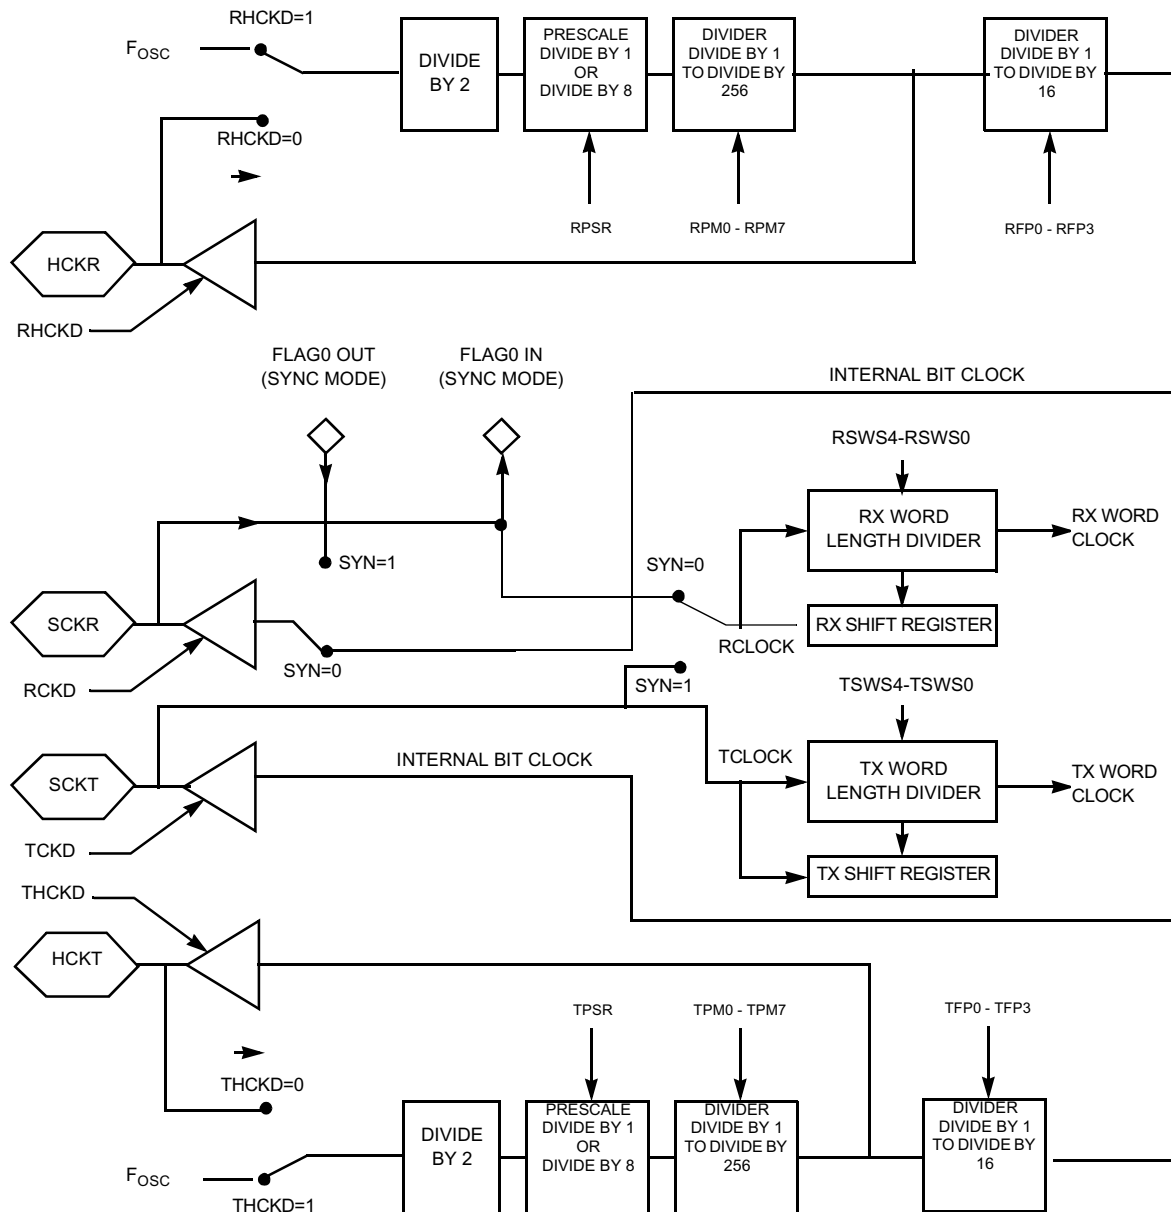 RHCKD=1
FOSC
DIVIDE
BY 2
PRESCALE
DIVIDE BY 1
OR
DIVIDE BY 8
DIVIDER
DIVIDE BY 1
TO DIVIDE BY
256
DIVIDER
DIVIDE BY 1
TO DIVIDE BY
16
RHCKD=0
RPSR
RPM0 - RPM7
RFP0 - RFP3
HCKR
RHCKD
FLAG0 OUT
(SYNC MODE)
FLAG0 IN
(SYNC MODE)
INTERNAL BIT CLOCK
RSWS4-RSWS0
RX WORD
LENGTH DIVIDER
RX WORD
CLOCK
SYN=1
SYN=0
SCKR
RX SHIFT REGISTER
RCLOCK
SYN=0
RCKD
SYN=1
TSWS4-TSWS0
INTERNAL BIT CLOCK
TCLOCK
SCKT
TX WORD
LENGTH DIVIDER
TX WORD
CLOCK
TCKD
TX SHIFT REGISTER
THCKD
HCKT
TPSR
TPM0 - TPM7
TFP0 - TFP3
THCKD=0
DIVIDE
BY 2
PRESCALE
DIVIDE BY 1
OR
DIVIDE BY 8
DIVIDER
DIVIDE BY 1
TO DIVIDE BY
256
DIVIDER
DIVIDE BY 1
TO DIVIDE BY
16
FOSC
THCKD=1